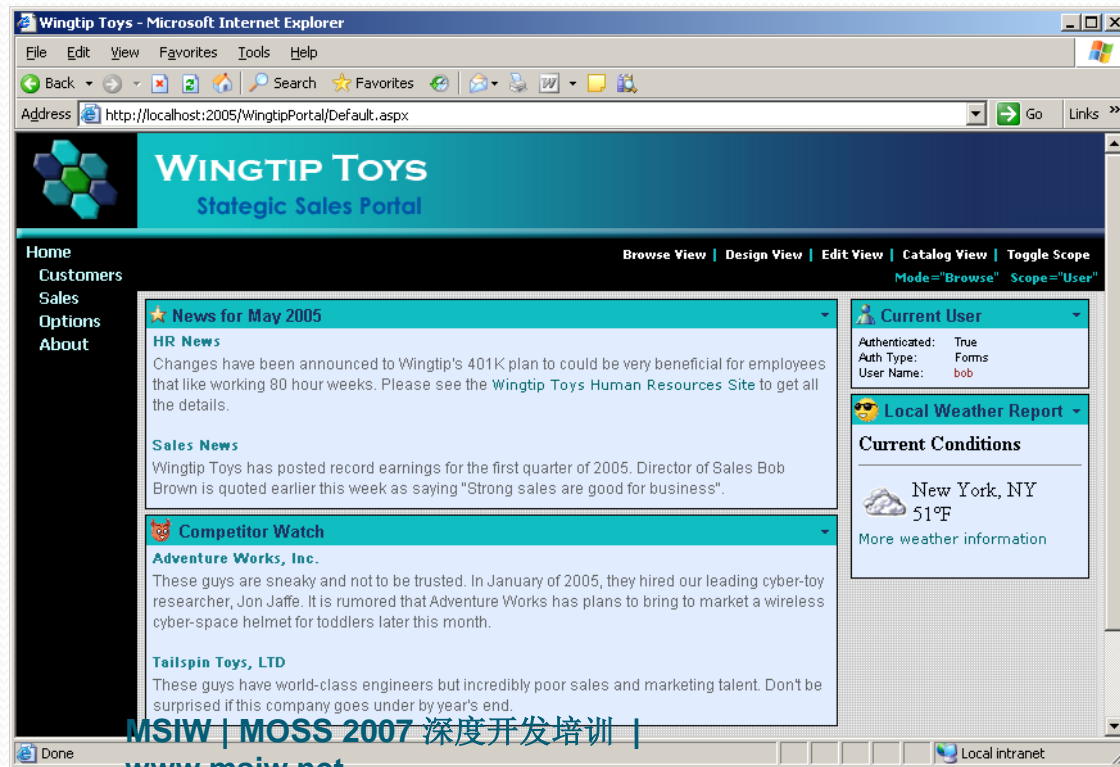 Wingtip Toys - Microsoft Internet Explorer
File Edit View Favorites Tools Help
Back Search Favorites
Address http://localhost:2005/WingtipPortal/Default.aspx Go Links »
WINGTIP TOYS
Stategic Sales Portal
Home
Customers
Sales
Options
About
Browse View | Design View | Edit View | Catalog View | Toggle Scope
Mode="Browse" Scope="User"
News for May 2005
HR News
Changes have been announced to Wingtip's 401K plan to could be very beneficial for employees
that like working 80 hour weeks. Please see the Wingtip Toys Human Resources Site to get all
the details.
Sales News
Wingtip Toys has posted record earnings for the first quarter of 2005. Director of Sales Bob
Brown is quoted earlier this week as saying "Strong sales are good for business".
Competitor Watch
Adventure Works, Inc.
These guys are sneaky and not to be trusted. In January of 2005, they hired our leading cyber-toy
researcher, Jon Jaffe. It is rumored that Adventure Works has plans to bring to market a wireless
cyber-space helmet for toddlers later this month.
Tailspin Toys, LTD
These guys have world-class engineers but incredibly poor sales and marketing talent. Don't be
surprised if this company goes under by year's end.
Current User
Authenticated: True
Auth Type: Forms
User Name: bob
Local Weather Report
Current Conditions
New York, NY
51°F
More weather information
MSIW | MOSS 2007 深度开发培训 |
www.msiw.net
Done Local intranet